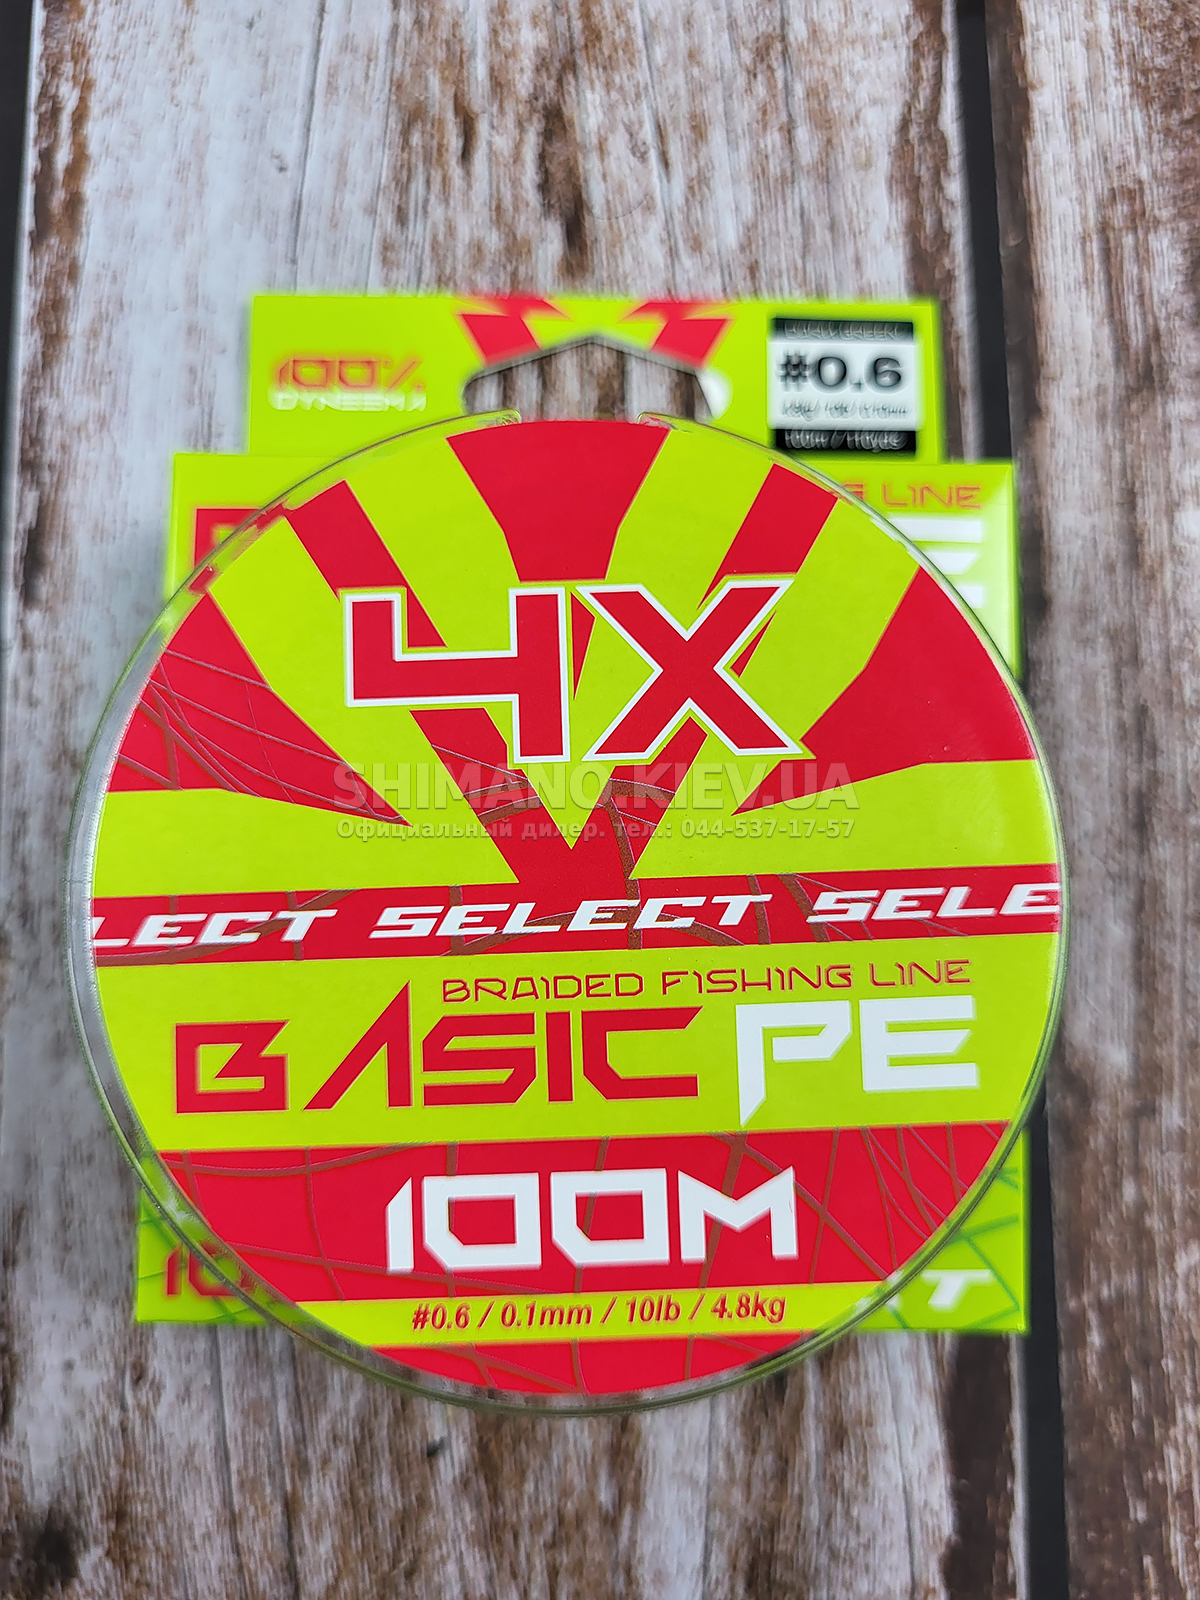 100%
DYNEEMA
#0.6
LINE
4X
SHIMANO.KIEV.UA
Официальный дилер. тел.: 044-537-17-57
LECT SELECT SELE
BRAIDED FISHING LINE
BASIC PE
100M
#0.6 / 0.1mm / 10lb / 4.8kg